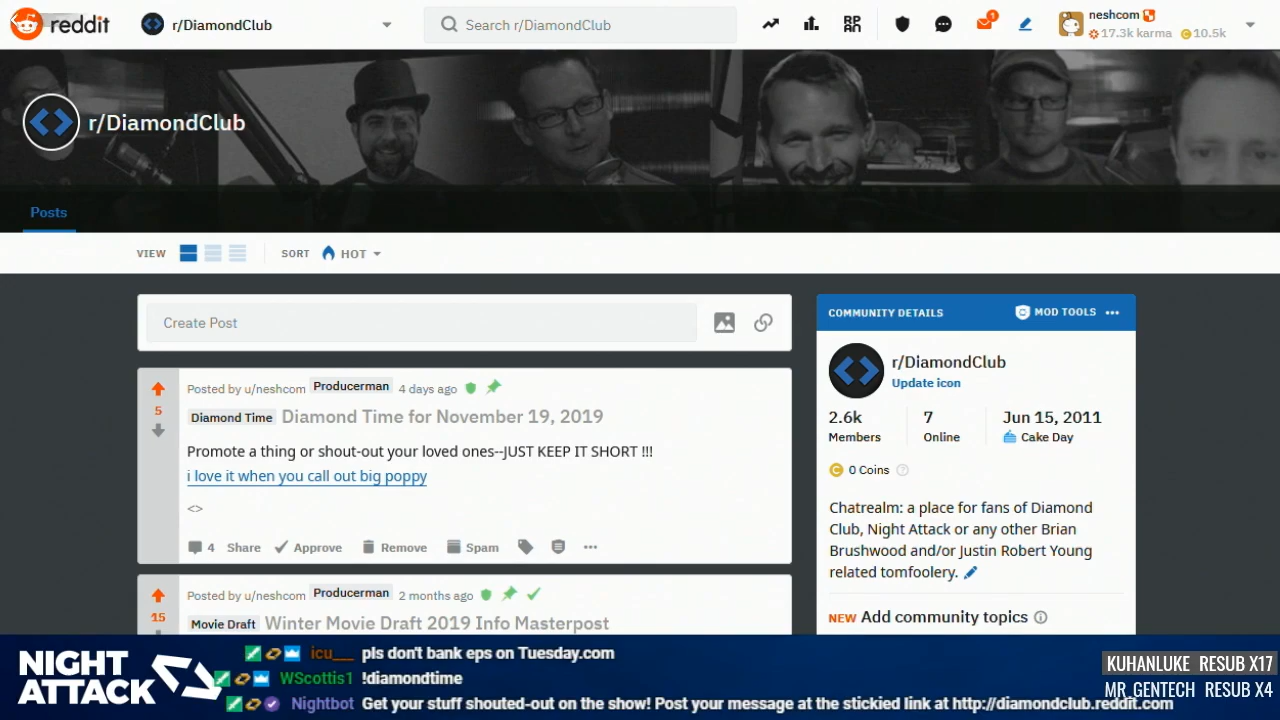 reddit
r/DiamondClub
Search r/DiamondClub
1
neshcom
17.3k karma
10.5k
r/DiamondClub
Posts
VIEW
SORT HOT
Create Post
COMMUNITY DETAILS
MOD TOOLS
r/DiamondClub
Update icon
2.6k 7 Jun 15, 2011
Members Online Cake Day
0 Coins
Chatrealm: a place for fans of Diamond
Club, Night Attack or any other Brian
Brushwood and/or Justin Robert Young
related tomfoolery.
NEW Add community topics
5
Posted by u/neshcom Producerman 4 days ago
Diamond Time Diamond Time for November 19, 2019
Promote a thing or shout-out your loved ones--JUST KEEP IT SHORT !!!
i love it when you call out big poppy
<>
4 Share Approve Remove Spam
15
Posted by u/neshcom Producerman 2 months ago
Movie Draft Winter Movie Draft 2019 Info Masterpost
NIGHT
ATTACK
icu__ pls don't bank eps on Tuesday.com
WScottis1 !diamondtime
Nightbot Get your stuff shouted-out on the show! Post your message at the stickied link at http://diamondclub.reddit.com
KUHANLUKE RESUB X17
MR_GENTECH RESUB X4